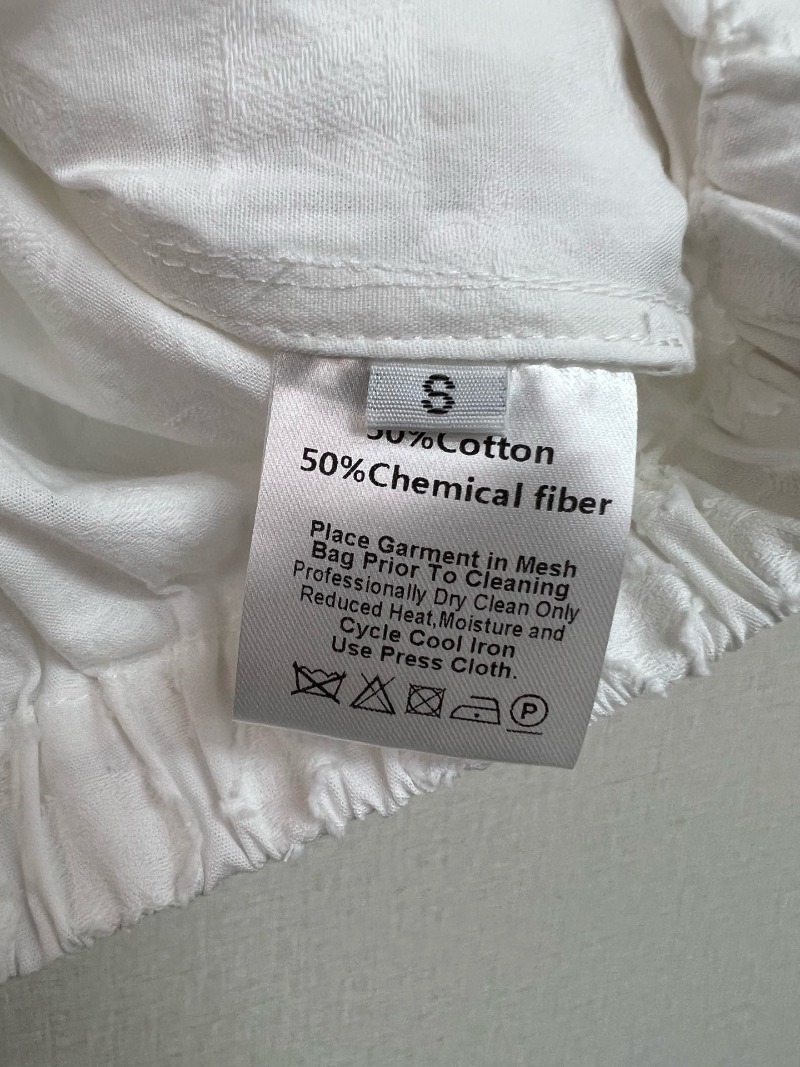 S
50%Cotton
50%Chemical fiber
Place Garment in Mesh
Bag Prior To Cleaning
Professionally Dry Clean Only
Reduced Heat,Moisture and
Cycle Cool Iron
Use Press Cloth.
P